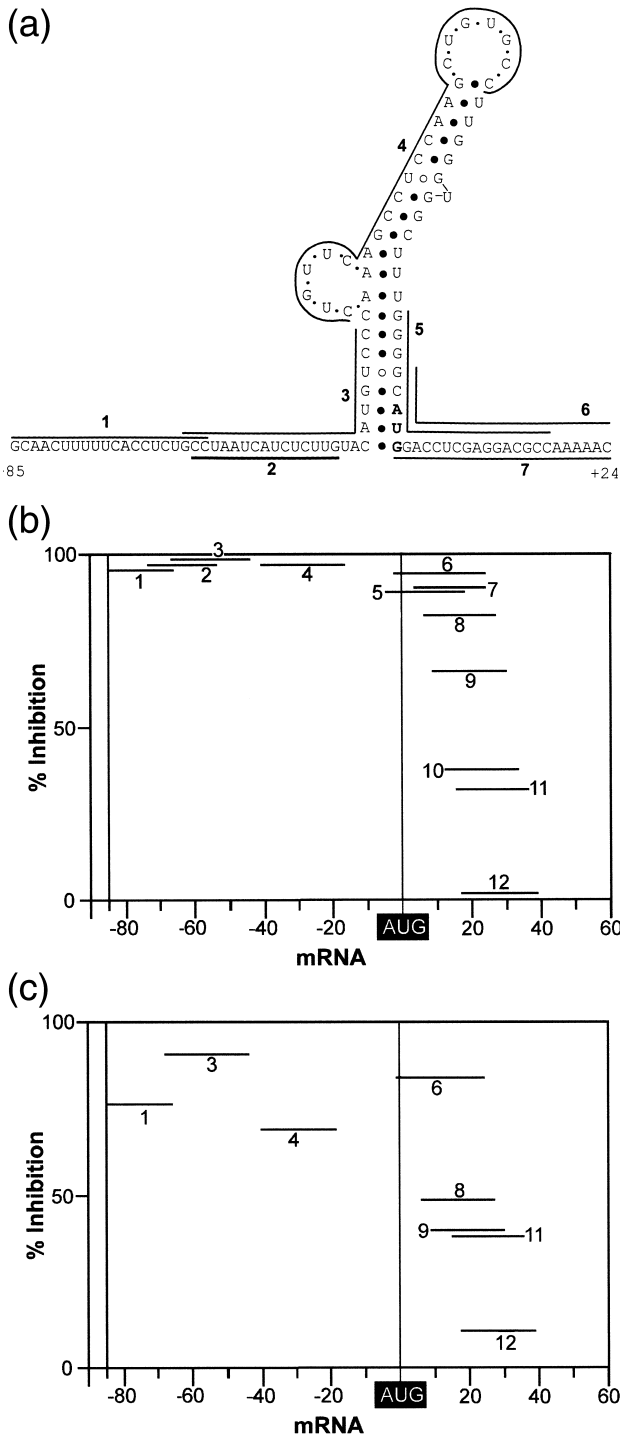 (a)
G · U
U G
C C
G ● C
A ● U
A ● U
4 C ● G
C ● G
U ○ G
C ● G – U
C ● G
G ● C
U · U · C · A ● U
U A ● U
G A ● U
U · C · C ● G
C ● G 5
C ● G
U ○ G
3 G ● C
U ● A 6
A ● U
1
GCAACUUUUUCACCUCUGCCUAAUCAUCUCUUGUAC ● GGACCUCGAGGACGCCAAAAAC
-85 2 7 +24
(b)
100
50
0
% Inhibition
1 2 3 4 5 6 7 8 9 10 11 12
-80 -60 -40 -20 AUG 20 40 60
mRNA
(c)
100
50
0
% Inhibition
1 3 4 6 8 9 11 12
-80 -60 -40 -20 AUG 20 40 60
mRNA